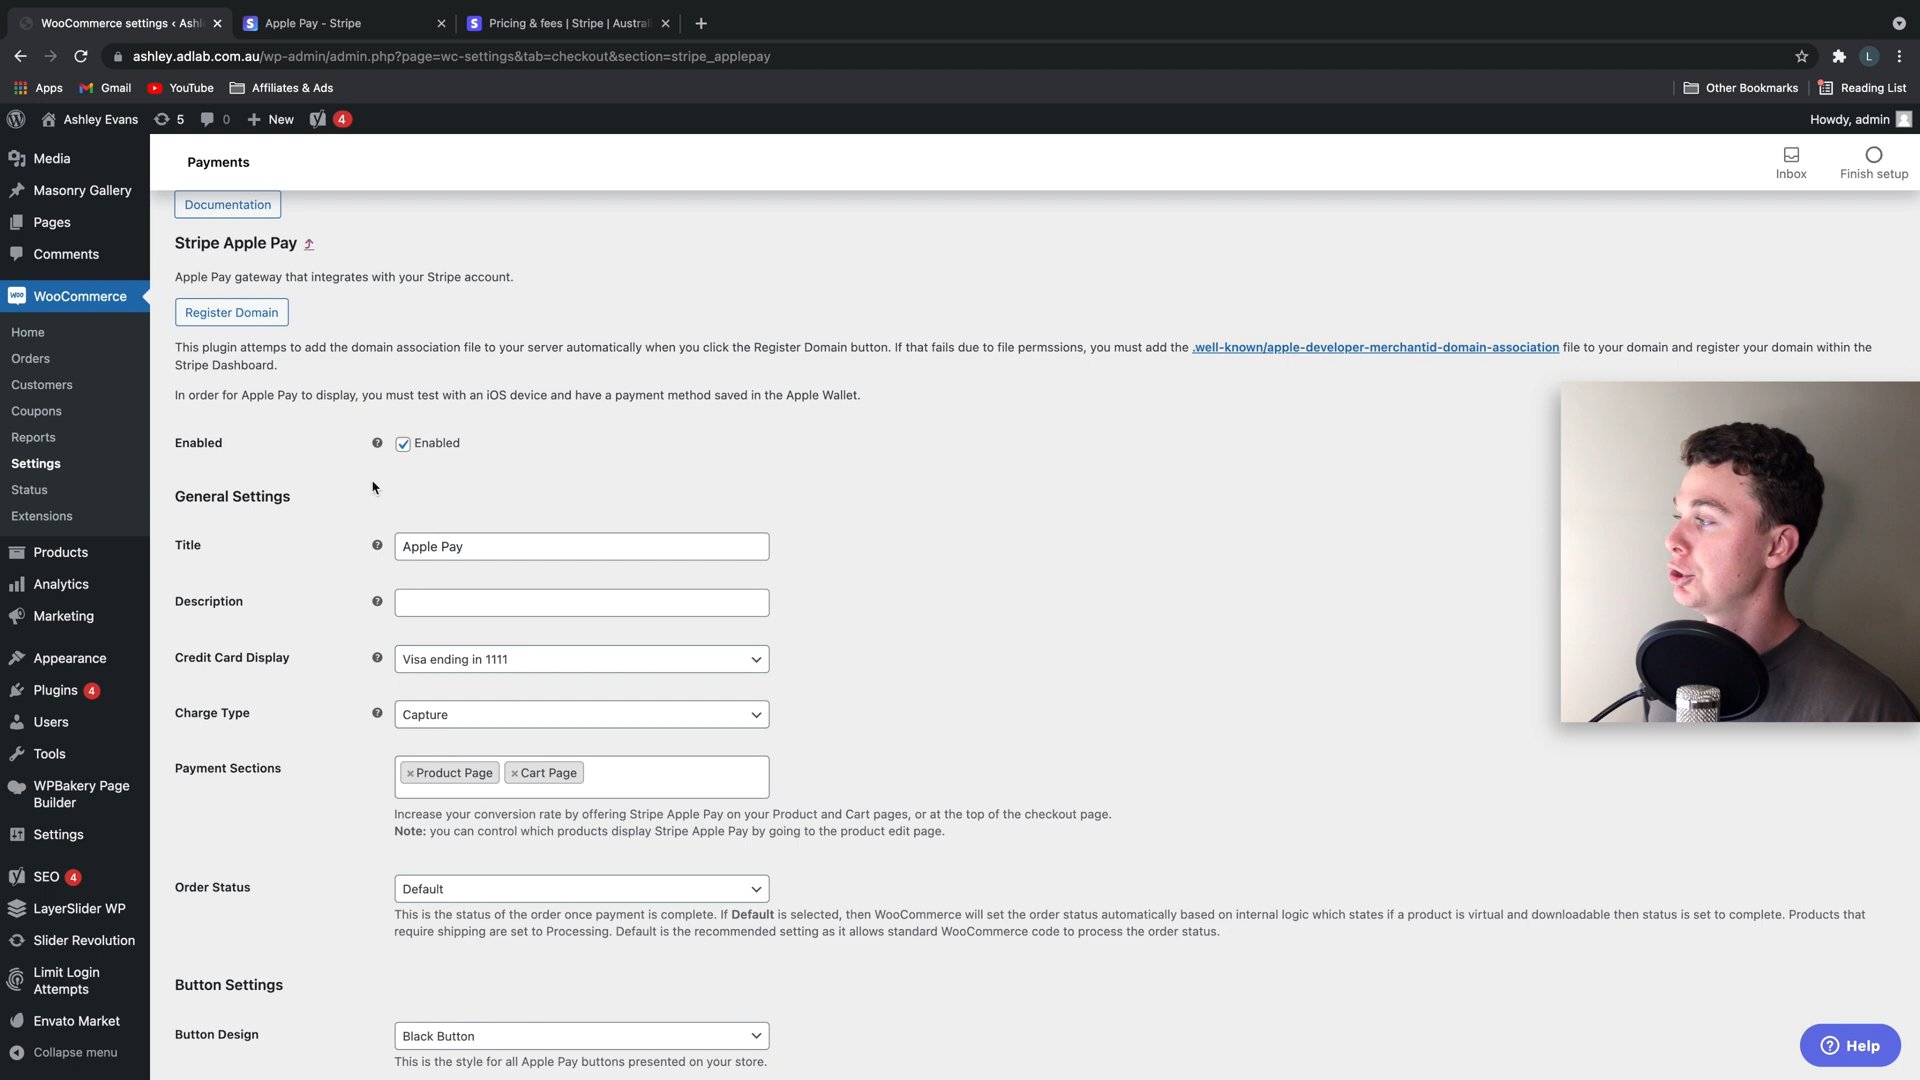 WooCommerce settings ‹ Ashl
Apple Pay - Stripe
Pricing & fees | Stripe | Austral
ashley.adlab.com.au/wp-admin/admin.php?page=wc-settings&tab=checkout&section=stripe_applepay
L
Apps
Gmail
YouTube
Affiliates & Ads
Other Bookmarks
Reading List
Ashley Evans
5
0
New
4
Howdy, admin
Media
Masonry Gallery
Pages
Comments
Woo
WooCommerce
Home
Orders
Customers
Coupons
Reports
Settings
Status
Extensions
Products
Analytics
Marketing
Appearance
Plugins 4
Users
Tools
WPBakery Page
Builder
Settings
SEO 4
LayerSlider WP
Slider Revolution
Limit Login
Attempts
Envato Market
Collapse menu
Payments
Inbox
Finish setup
Documentation
Stripe Apple Pay ⤴
Apple Pay gateway that integrates with your Stripe account.
Register Domain
This plugin attemps to add the domain association file to your server automatically when you click the Register Domain button. If that fails due to file permssions, you must add the .well-known/apple-developer-merchantid-domain-association file to your domain and register your domain within the
Stripe Dashboard.
In order for Apple Pay to display, you must test with an iOS device and have a payment method saved in the Apple Wallet.
Enabled ? Enabled
General Settings
Title ? Apple Pay
Description ?
Credit Card Display ? Visa ending in 1111
Charge Type ? Capture
Payment Sections ×Product Page ×Cart Page
Increase your conversion rate by offering Stripe Apple Pay on your Product and Cart pages, or at the top of the checkout page.
Note: you can control which products display Stripe Apple Pay by going to the product edit page.
Order Status Default
This is the status of the order once payment is complete. If Default is selected, then WooCommerce will set the order status automatically based on internal logic which states if a product is virtual and downloadable then status is set to complete. Products that
require shipping are set to Processing. Default is the recommended setting as it allows standard WooCommerce code to process the order status.
Button Settings
Button Design Black Button
This is the style for all Apple Pay buttons presented on your store.
? Help